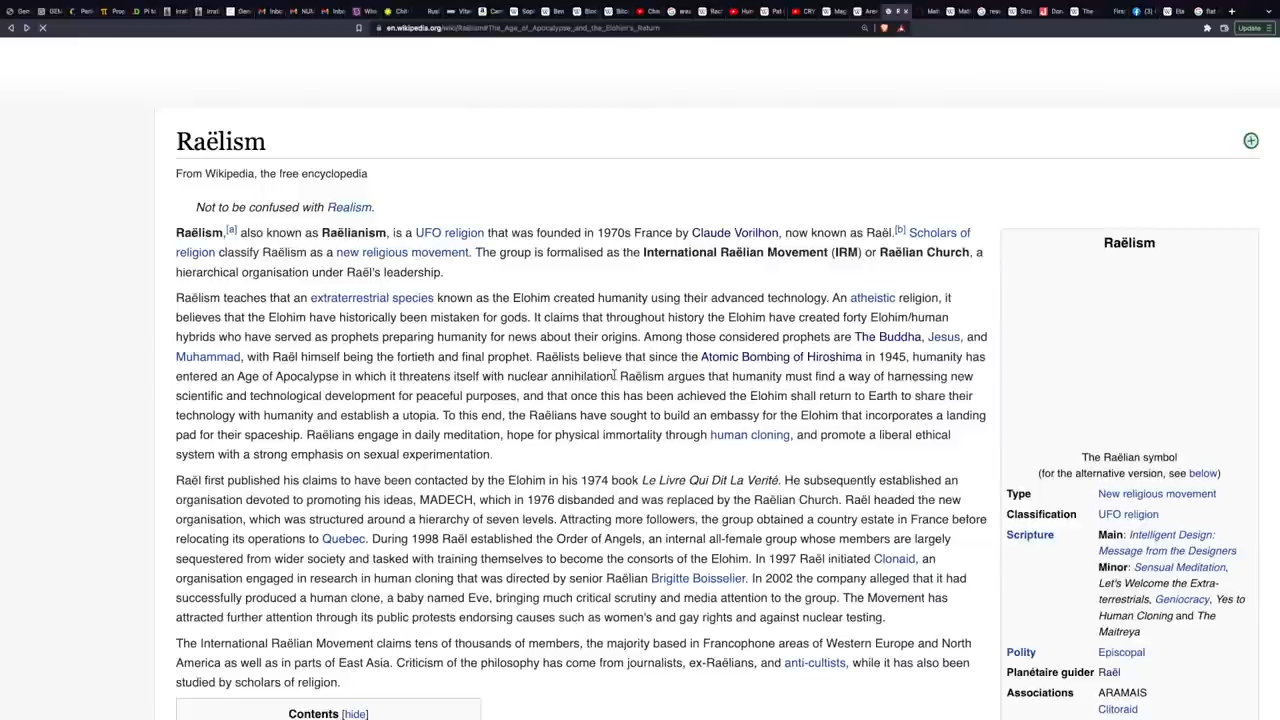 en.wikipedia.org/wiki/Raëlism#The_Age_of_Apocalypse_and_the_Elohim's_Return
Update
Raëlism
From Wikipedia, the free encyclopedia
Not to be confused with Realism.
Raëlism,[a] also known as Raëlianism, is a UFO religion that was founded in 1970s France by Claude Vorilhon, now known as Raël.[b] Scholars of
religion classify Raëlism as a new religious movement. The group is formalised as the International Raëlian Movement (IRM) or Raëlian Church, a
hierarchical organisation under Raël's leadership.
Raëlism teaches that an extraterrestrial species known as the Elohim created humanity using their advanced technology. An atheistic religion, it
believes that the Elohim have historically been mistaken for gods. It claims that throughout history the Elohim have created forty Elohim/human
hybrids who have served as prophets preparing humanity for news about their origins. Among those considered prophets are The Buddha, Jesus, and
Muhammad, with Raël himself being the fortieth and final prophet. Raëlists believe that since the Atomic Bombing of Hiroshima in 1945, humanity has
entered an Age of Apocalypse in which it threatens itself with nuclear annihilation. Raëlism argues that humanity must find a way of harnessing new
scientific and technological development for peaceful purposes, and that once this has been achieved the Elohim shall return to Earth to share their
technology with humanity and establish a utopia. To this end, the Raelians have sought to build an embassy for the Elohim that incorporates a landing
pad for their spaceship. Raëlians engage in daily meditation, hope for physical immortality through human cloning, and promote a liberal ethical
system with a strong emphasis on sexual experimentation.
Raël first published his claims to have been contacted by the Elohim in his 1974 book Le Livre Qui Dit La Verité. He subsequently established an
organisation devoted to promoting his ideas, MADECH, which in 1976 disbanded and was replaced by the Raëlian Church. Raël headed the new
organisation, which was structured around a hierarchy of seven levels. Attracting more followers, the group obtained a country estate in France before
relocating its operations to Quebec. During 1998 Raël established the Order of Angels, an internal all-female group whose members are largely
sequestered from wider society and tasked with training themselves to become the consorts of the Elohim. In 1997 Raël initiated Clonaid, an
organisation engaged in research in human cloning that was directed by senior Raëlian Brigitte Boisselier. In 2002 the company alleged that it had
successfully produced a human clone, a baby named Eve, bringing much critical scrutiny and media attention to the group. The Movement has
attracted further attention through its public protests endorsing causes such as women's and gay rights and against nuclear testing.
The International Raëlian Movement claims tens of thousands of members, the majority based in Francophone areas of Western Europe and North
America as well as in parts of East Asia. Criticism of the philosophy has come from journalists, ex-Raëlians, and anti-cultists, while it has also been
studied by scholars of religion.
Contents [hide]
Raëlism
The Raëlian symbol
(for the alternative version, see below)
Type New religious movement
Classification UFO religion
Scripture Main: Intelligent Design:
Message from the Designers
Minor: Sensual Meditation,
Let's Welcome the Extra-
terrestrials, Geniocracy, Yes to
Human Cloning and The
Maitreya
Polity Episcopal
Planétaire guider Raël
Associations ARAMAIS
Clitoraid